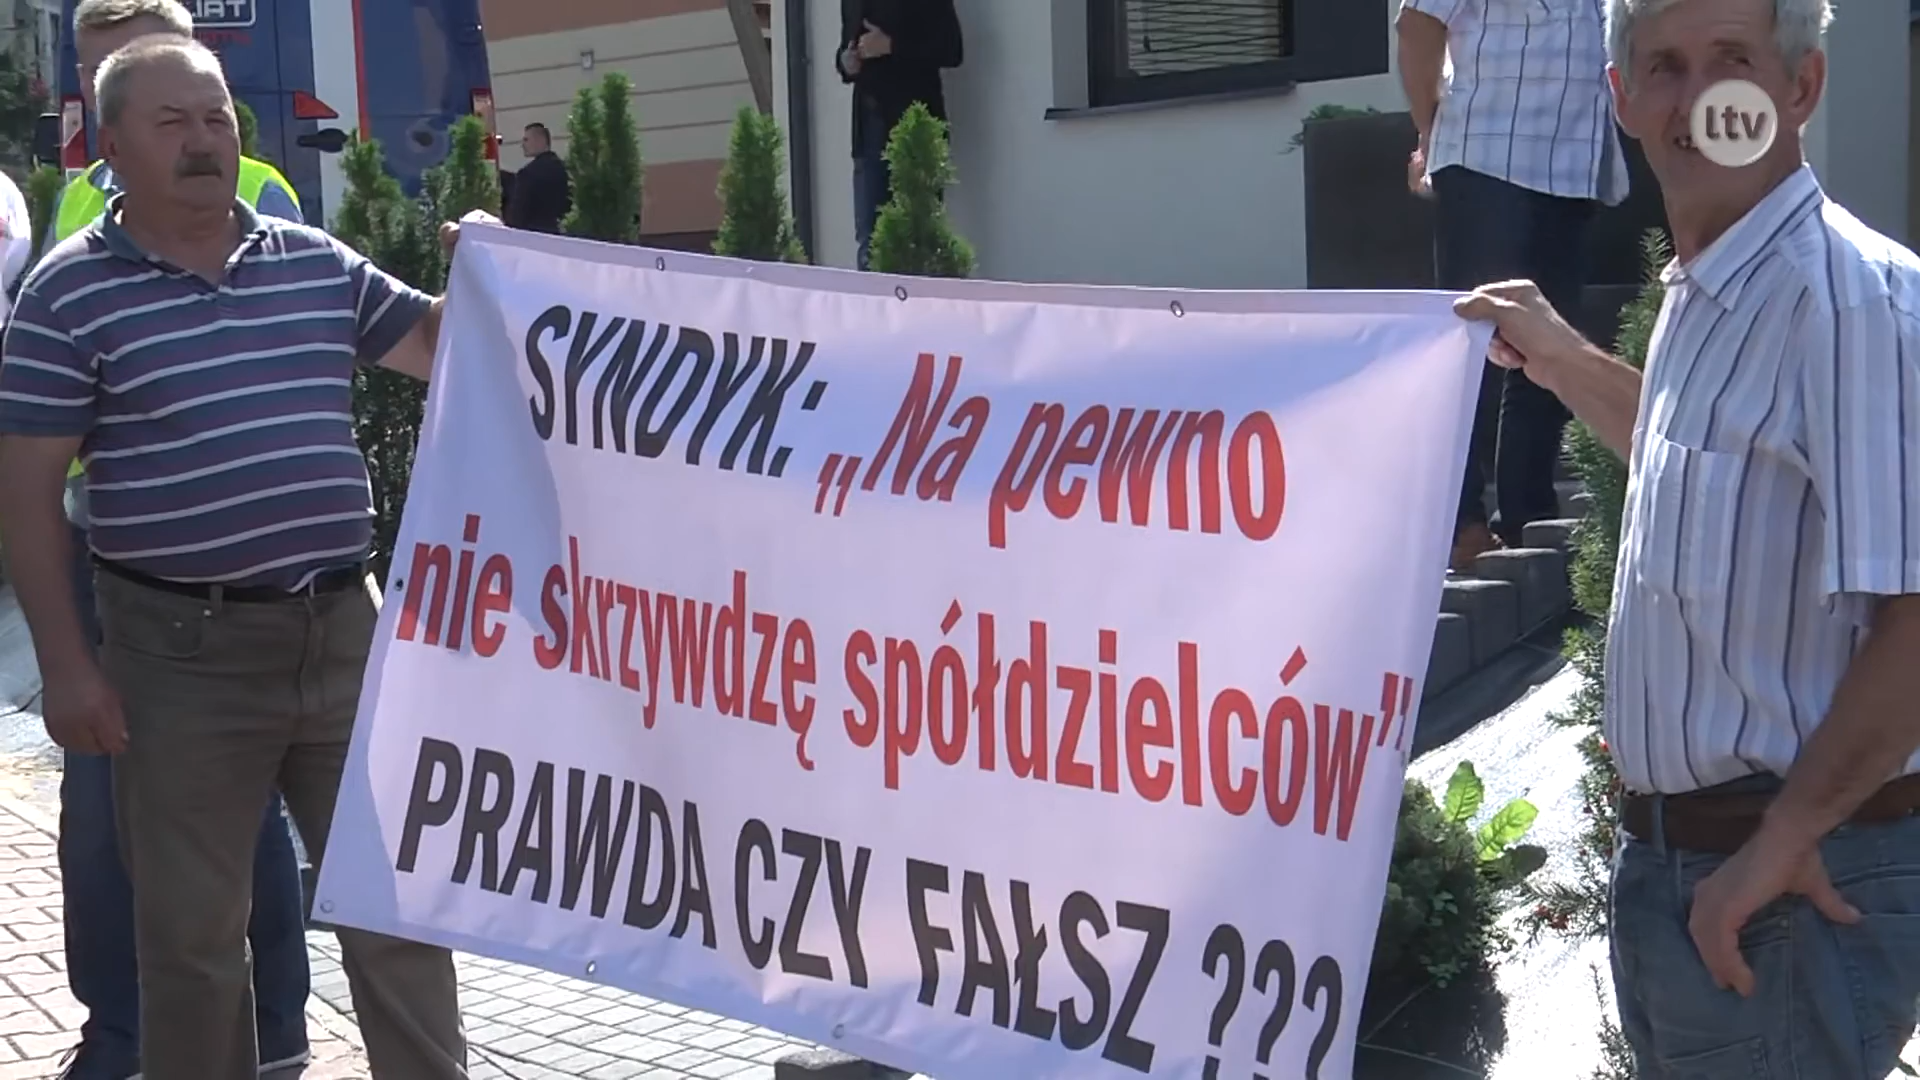 SYNDYK: „Na pewno
nie skrzywdzę spółdzielców”
PRAWDA CZY FAŁSZ ???
ltv